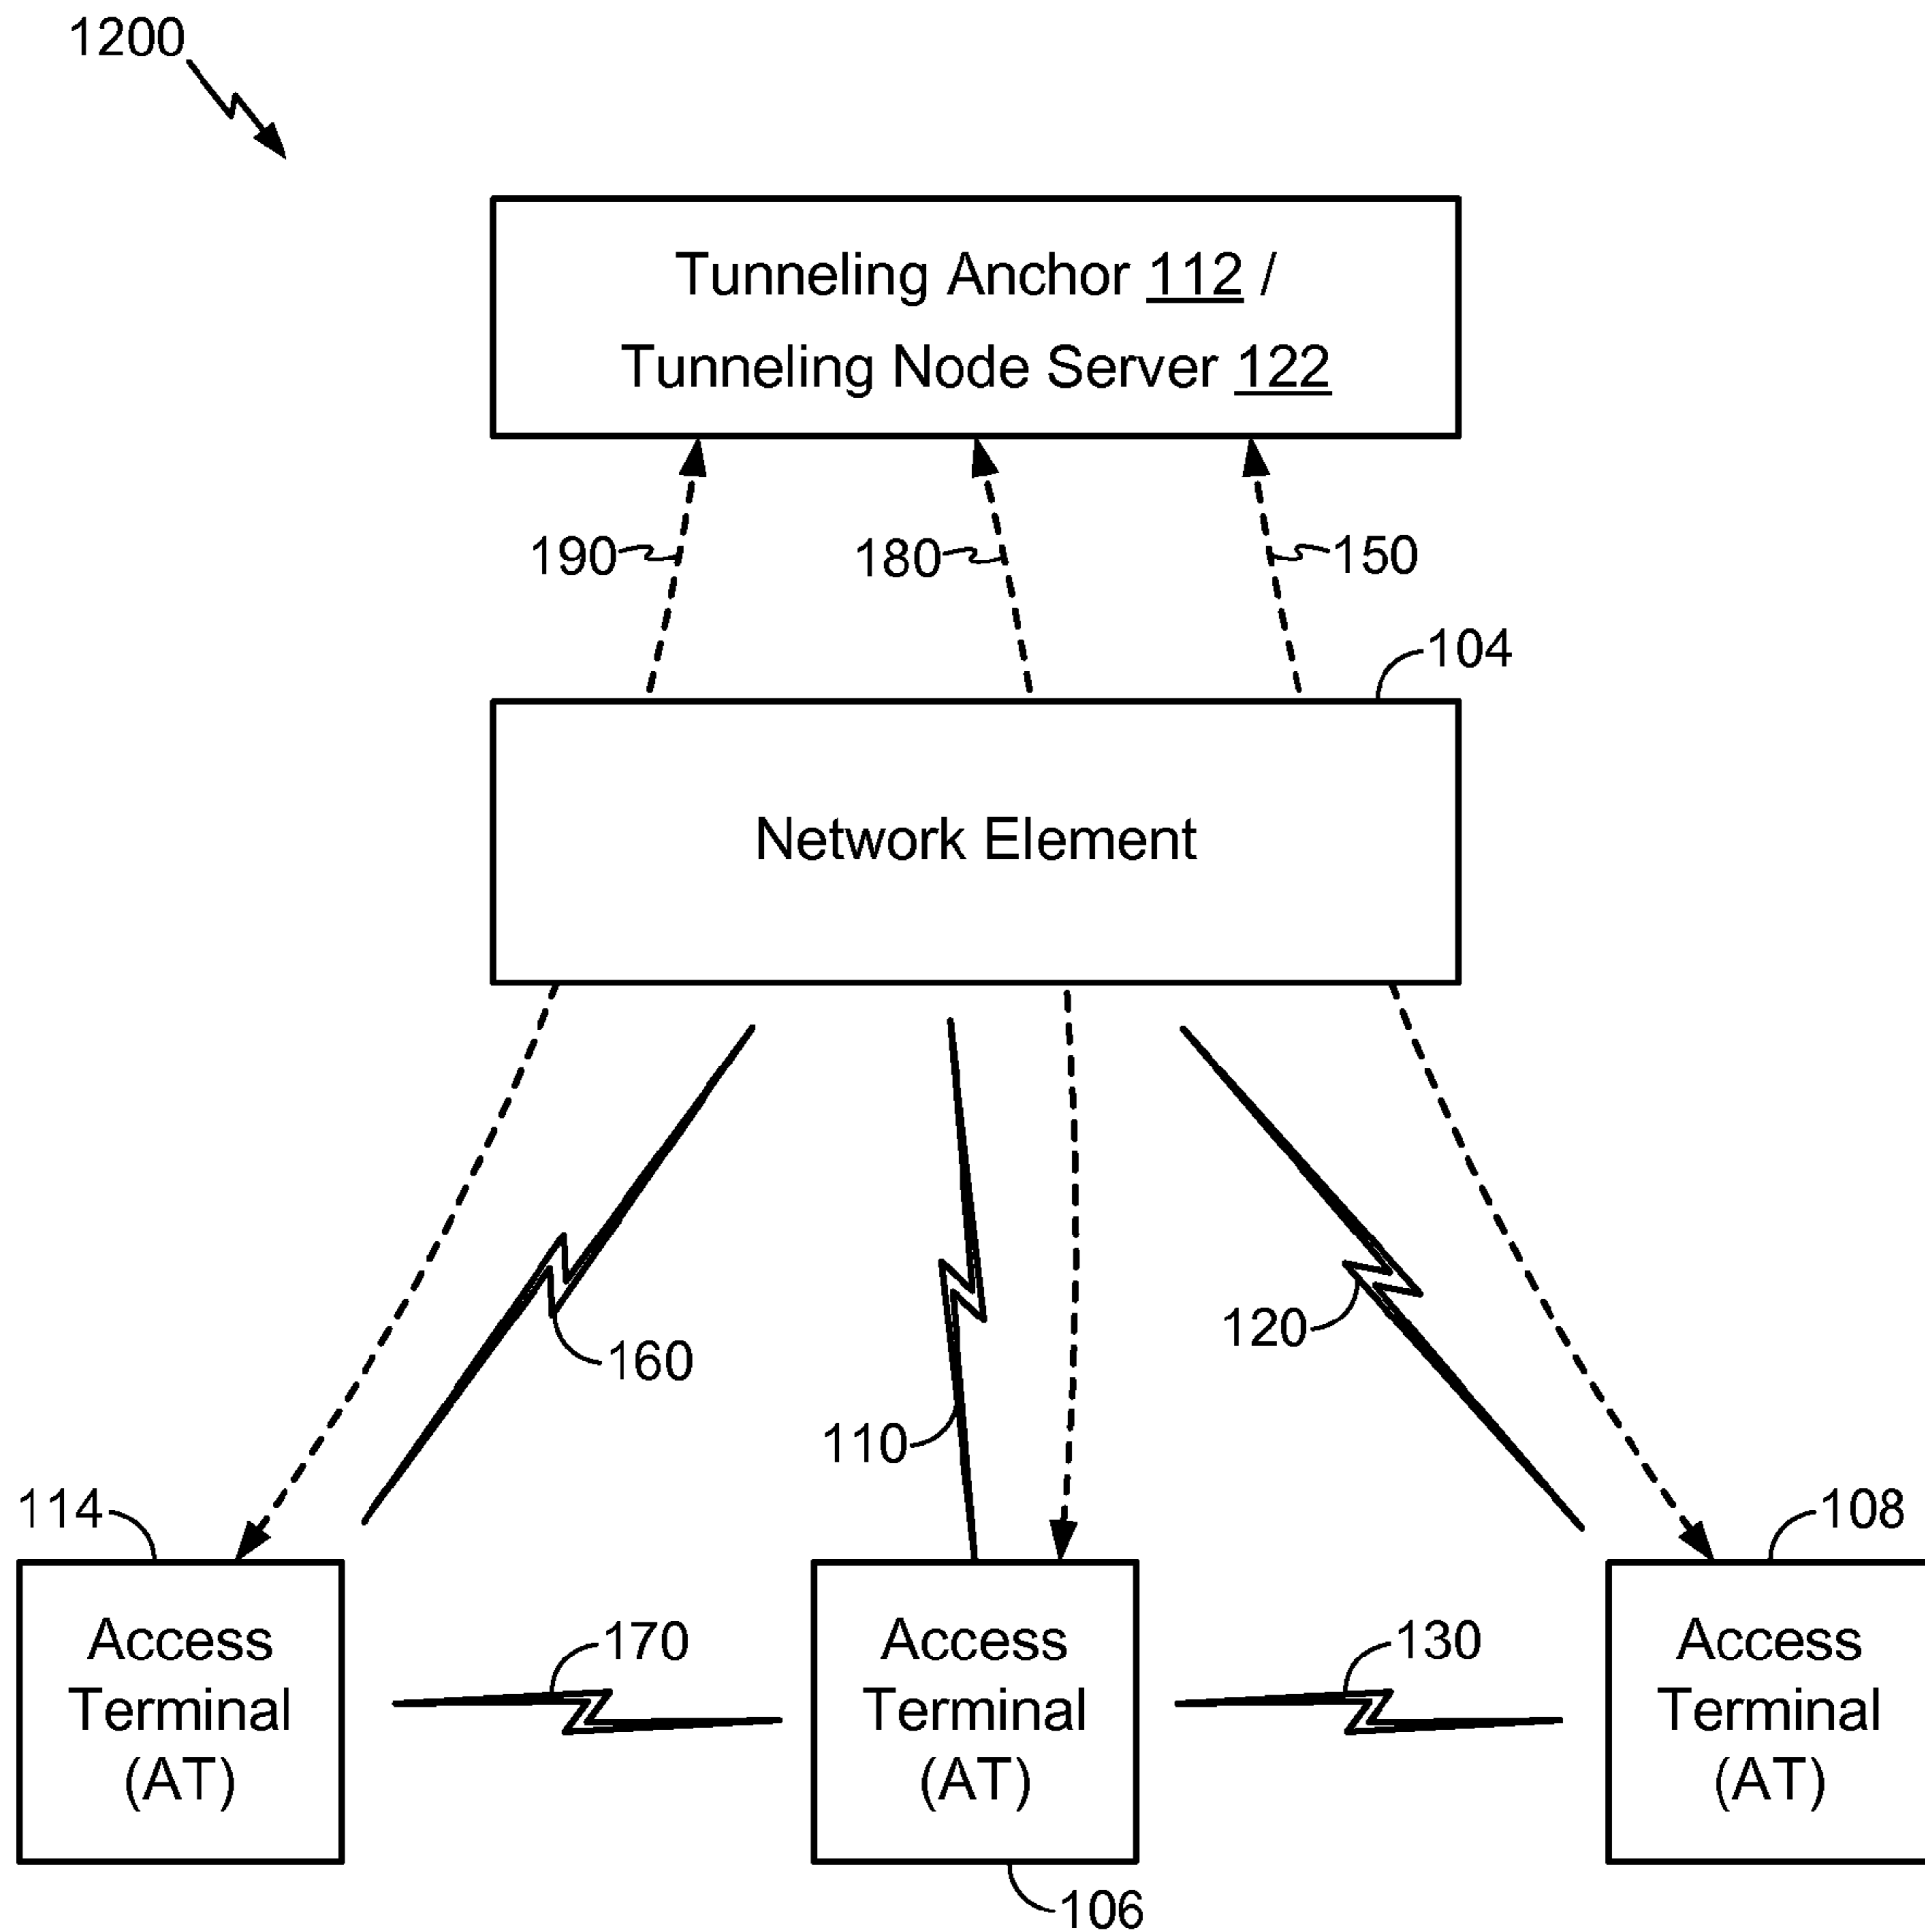 1200
Tunneling Anchor 112 /
Tunneling Node Server 122
190
180
150
104
Network Element
160
110
120
114
108
Access
Terminal
(AT)
170
Access
Terminal
(AT)
130
Access
Terminal
(AT)
106